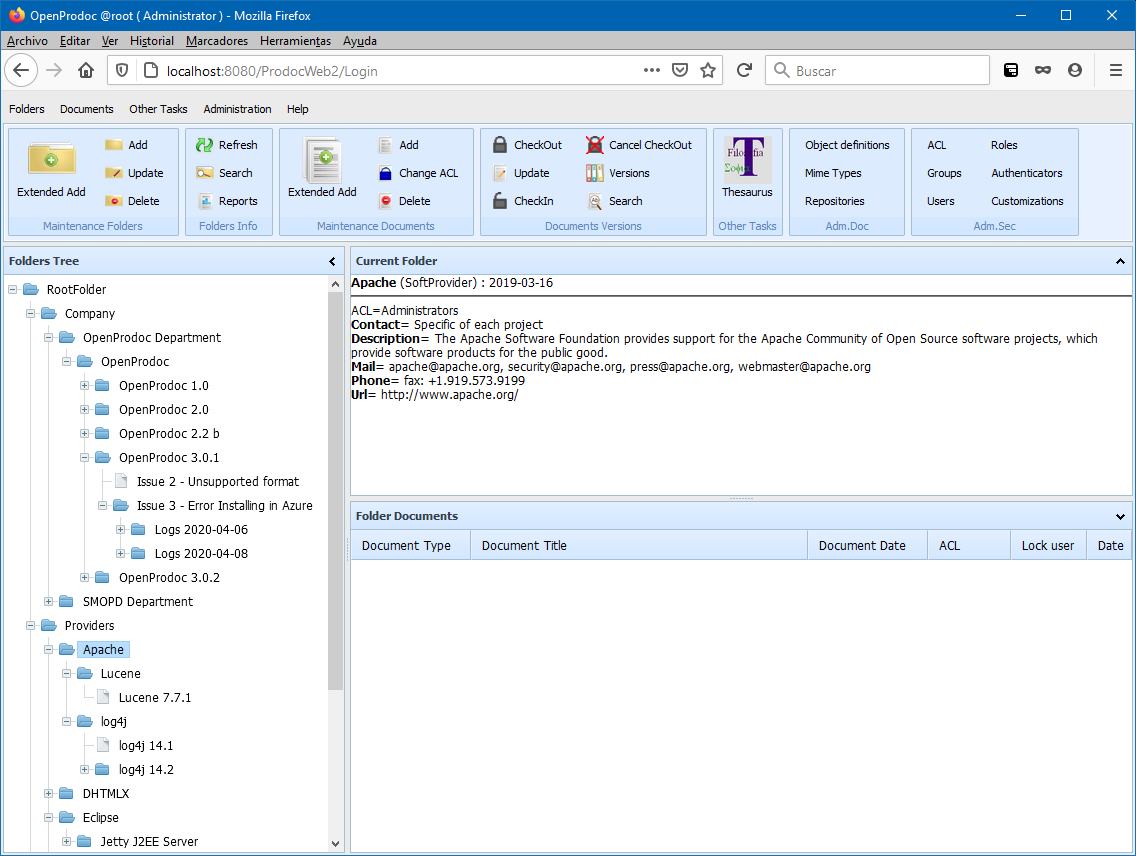 OpenProdoc @root ( Administrator ) - Mozilla Firefox
Archivo Editar Ver Historial Marcadores Herramientas Ayuda
localhost:8080/ProdocWeb2/Login
Buscar
Folders Documents Other Tasks Administration Help
Extended Add
Add
Update
Delete
Maintenance Folders
Refresh
Search
Reports
Folders Info
Extended Add
Add
Change ACL
Delete
Maintenance Documents
CheckOut
Update
CheckIn
Cancel CheckOut
Versions
Search
Documents Versions
Filosofia
Σοφια
T
Thesaurus
Other Tasks
Object definitions
Mime Types
Repositories
Adm.Doc
ACL
Groups
Users
Roles
Authenticators
Customizations
Adm.Sec
Folders Tree
RootFolder
Company
OpenProdoc Department
OpenProdoc
OpenProdoc 1.0
OpenProdoc 2.0
OpenProdoc 2.2 b
OpenProdoc 3.0.1
Issue 2 - Unsupported format
Issue 3 - Error Installing in Azure
Logs 2020-04-06
Logs 2020-04-08
OpenProdoc 3.0.2
SMOPD Department
Providers
Apache
Lucene
Lucene 7.7.1
log4j
log4j 14.1
log4j 14.2
DHTMLX
Eclipse
Jetty J2EE Server
Current Folder
Apache (SoftProvider) : 2019-03-16
ACL=Administrators
Contact= Specific of each project
Description= The Apache Software Foundation provides support for the Apache Community of Open Source software projects, which
provide software products for the public good.
Mail= apache@apache.org, security@apache.org, press@apache.org, webmaster@apache.org
Phone= fax: +1.919.573.9199
Url= http://www.apache.org/
Folder Documents
Document Type Document Title Document Date ACL Lock user Date